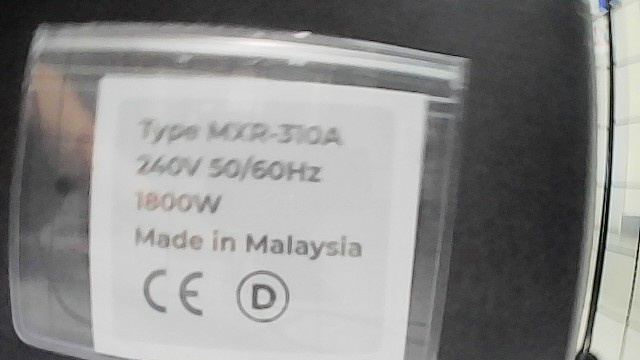 Type MXR-310A
240V 50/60Hz
1800W
Made in Malaysia
CE D